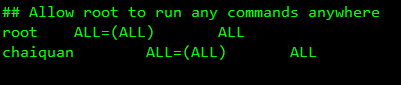 ## Allow root to run any commands anywhere
root    ALL=(ALL)       ALL
chaiquan        ALL=(ALL)       ALL